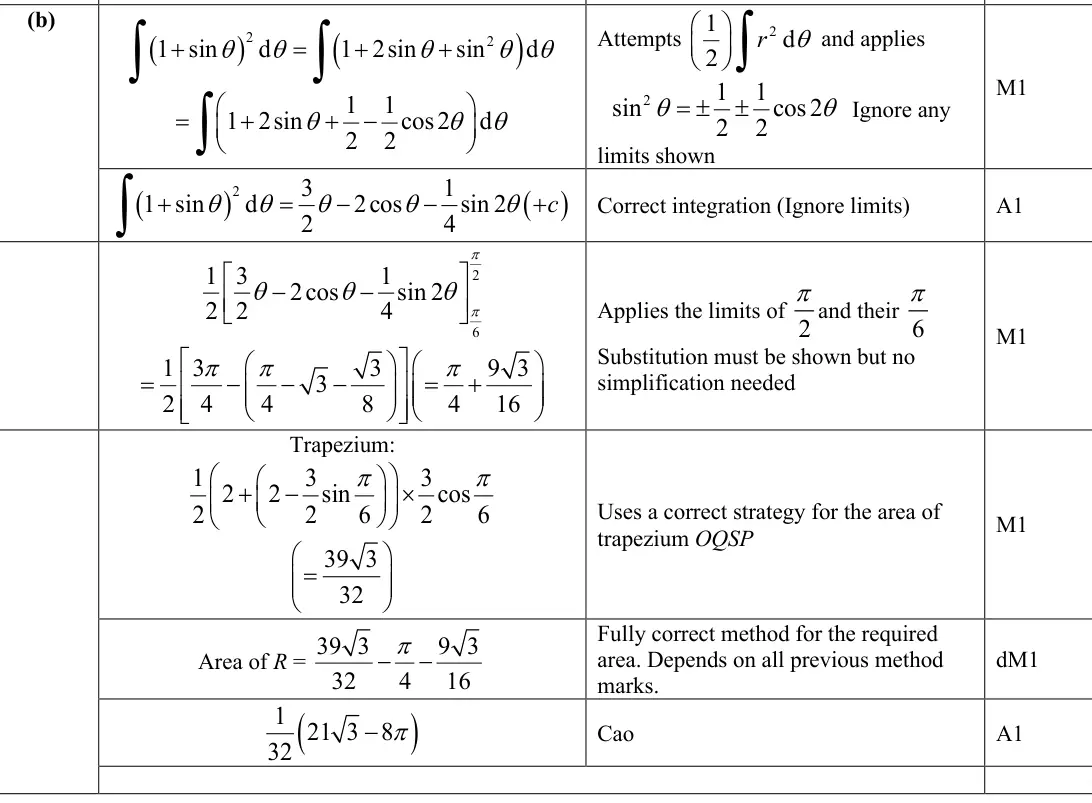 (b)
∫(1 + sin θ)² dθ = ∫(1 + 2 sin θ + sin² θ) dθ
= ∫(1 + 2 sin θ + 1/2 − 1/2 cos 2θ) dθ
Attempts (1/2)∫ r² dθ and applies
sin² θ = ± 1/2 ± 1/2 cos 2θ Ignore any
limits shown
M1
∫(1 + sin θ)² dθ = 3/2 θ − 2 cos θ − 1/4 sin 2θ (+c)
Correct integration (Ignore limits)
A1
1/2 [3/2 θ − 2 cos θ − 1/4 sin 2θ]_{π/6}^{π/2}
= 1/2 [3π/4 − (π/4 − √3 − √3/8)] (= π/4 + 9√3/16)
Applies the limits of π/2 and their π/6
Substitution must be shown but no
simplification needed
M1
Trapezium:
1/2 (2 + (2 − 3/2 sin π/6)) × 3/2 cos π/6
(= 39√3/32)
Uses a correct strategy for the area of
trapezium OQSP
M1
Area of R = 39√3/32 − π/4 − 9√3/16
Fully correct method for the required
area. Depends on all previous method
marks.
dM1
1/32 (21√3 − 8π)
Cao
A1